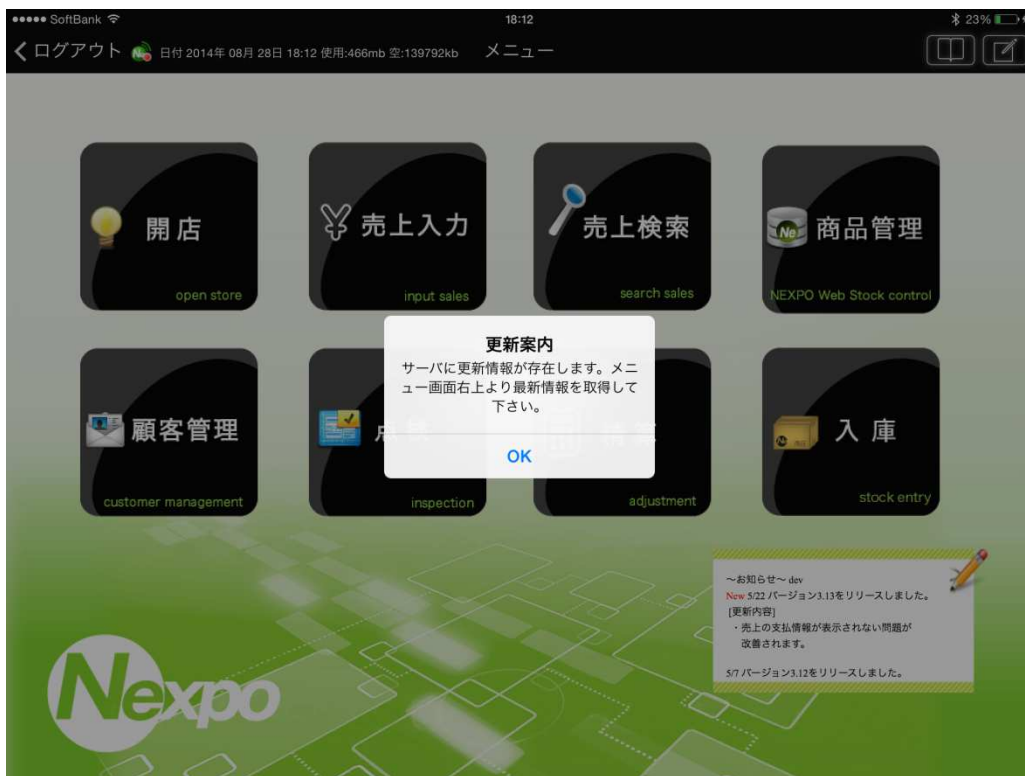 SoftBank
18:12
23%
ログアウト
日付 2014年 08月 28日 18:12 使用:466mb 空:139792kb
メニュー
開店
open store
¥ 売上入力
input sales
売上検索
search sales
Ne
商品管理
NEXPO Web Stock control
更新案内
サーバに更新情報が存在します。メニ
ュー画面右上より最新情報を取得して
下さい。
OK
顧客管理
customer management
inspection
adjustment
入庫
stock entry
～お知らせ～ dev
New 5/22 バージョン3.13をリリースしました。
[更新内容]
・売上の支払情報が表示されない問題が
改善されます。
5/7 バージョン3.12をリリースしました。
Nexpo